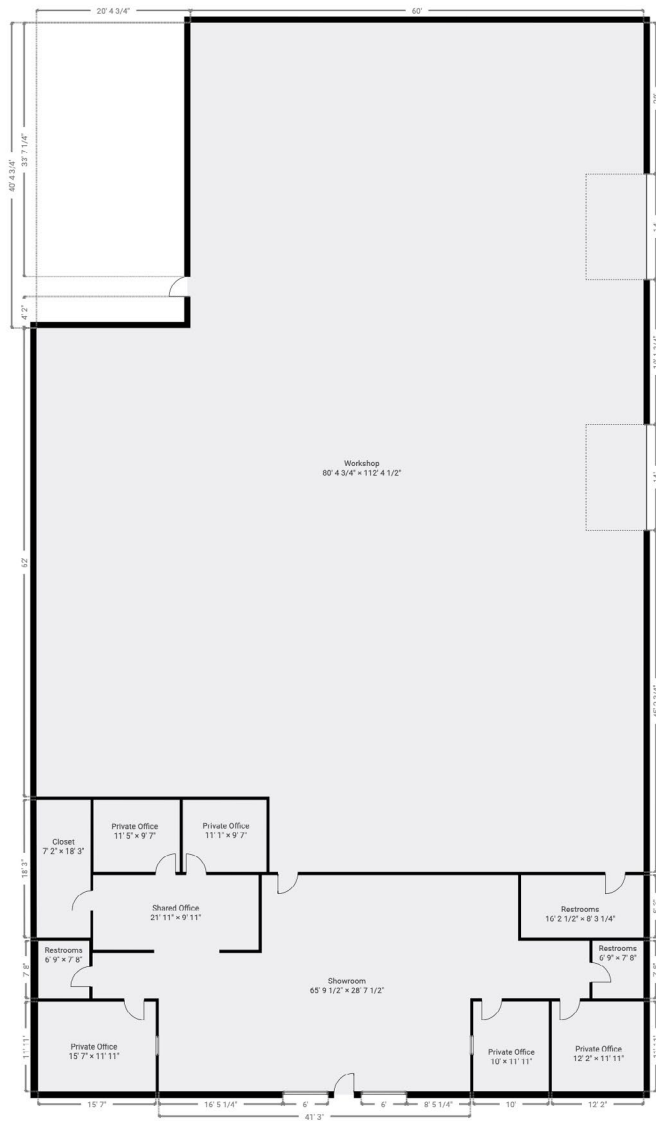 20' 4 3/4"
60'
33' 7 1/4"
40' 4 3/4"
4' 2"
Workshop
80' 4 3/4" × 112' 4 1/2"
14'
62'
Closet
7' 2" × 18' 3"
Private Office
11' 5" × 9' 7"
Private Office
11' 1" × 9' 7"
18' 3"
Shared Office
21' 11" × 9' 11"
Restrooms
16' 2 1/2" × 8' 3 1/4"
Restrooms
6' 9" × 7' 8"
Restrooms
6' 9" × 7' 8"
7' 8"
Showroom
65' 9 1/2" × 28' 7 1/2"
Private Office
15' 7" × 11' 11"
Private Office
10' × 11' 11"
Private Office
12' 2" × 11' 11"
11' 11"
15' 7"
16' 5 1/4"
6'
6'
8' 5 1/4"
10'
12' 2"
41' 3"